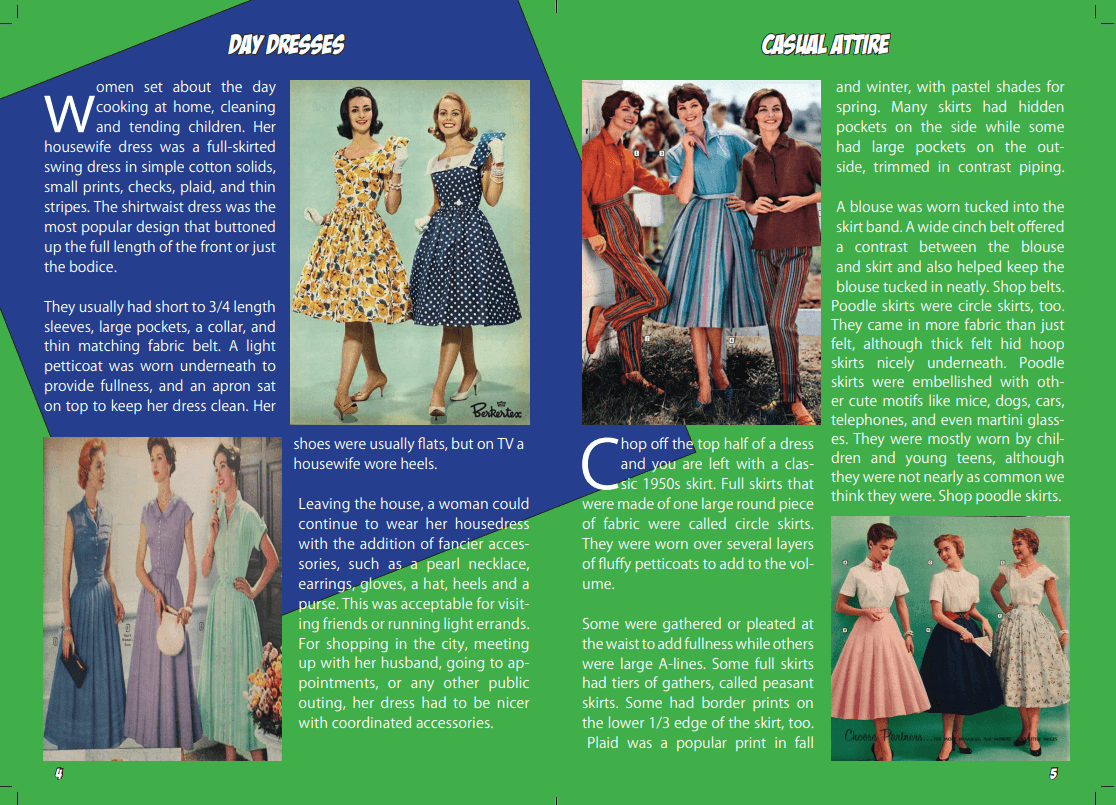 DAY DRESSES
Women set about the day
cooking at home, cleaning
and tending children. Her
housewife dress was a full-skirted
swing dress in simple cotton solids,
small prints, checks, plaid, and thin
stripes. The shirtwaist dress was the
most popular design that buttoned
up the full length of the front or just
the bodice.
They usually had short to 3/4 length
sleeves, large pockets, a collar, and
thin matching fabric belt. A light
petticoat was worn underneath to
provide fullness, and an apron sat
on top to keep her dress clean. Her
Berkertex
shoes were usually flats, but on TV a
housewife wore heels.
Leaving the house, a woman could
continue to wear her housedress
with the addition of fancier acces-
sories, such as a pearl necklace,
earrings, gloves, a hat, heels and a
purse. This was acceptable for visit-
ing friends or running light errands.
For shopping in the city, meeting
up with her husband, going to ap-
pointments, or any other public
outing, her dress had to be nicer
with coordinated accessories.
4
CASUAL ATTIRE
Chop off the top half of a dress
and you are left with a clas-
sic 1950s skirt. Full skirts that
were made of one large round piece
of fabric were called circle skirts.
They were worn over several layers
of fluffy petticoats to add to the vol-
ume.
Some were gathered or pleated at
the waist to add fullness while others
were large A-lines. Some full skirts
had tiers of gathers, called peasant
skirts. Some had border prints on
the lower 1/3 edge of the skirt, too.
Plaid was a popular print in fall
and winter, with pastel shades for
spring. Many skirts had hidden
pockets on the side while some
had large pockets on the out-
side, trimmed in contrast piping.
A blouse was worn tucked into the
skirt band. A wide cinch belt offered
a contrast between the blouse
and skirt and also helped keep the
blouse tucked in neatly. Shop belts.
Poodle skirts were circle skirts, too.
They came in more fabric than just
felt, although thick felt hid hoop
skirts nicely underneath. Poodle
skirts were embellished with oth-
er cute motifs like mice, dogs, cars,
telephones, and even martini glass-
es. They were mostly worn by chil-
dren and young teens, although
they were not nearly as common we
think they were. Shop poodle skirts.
Choose Partners...
5